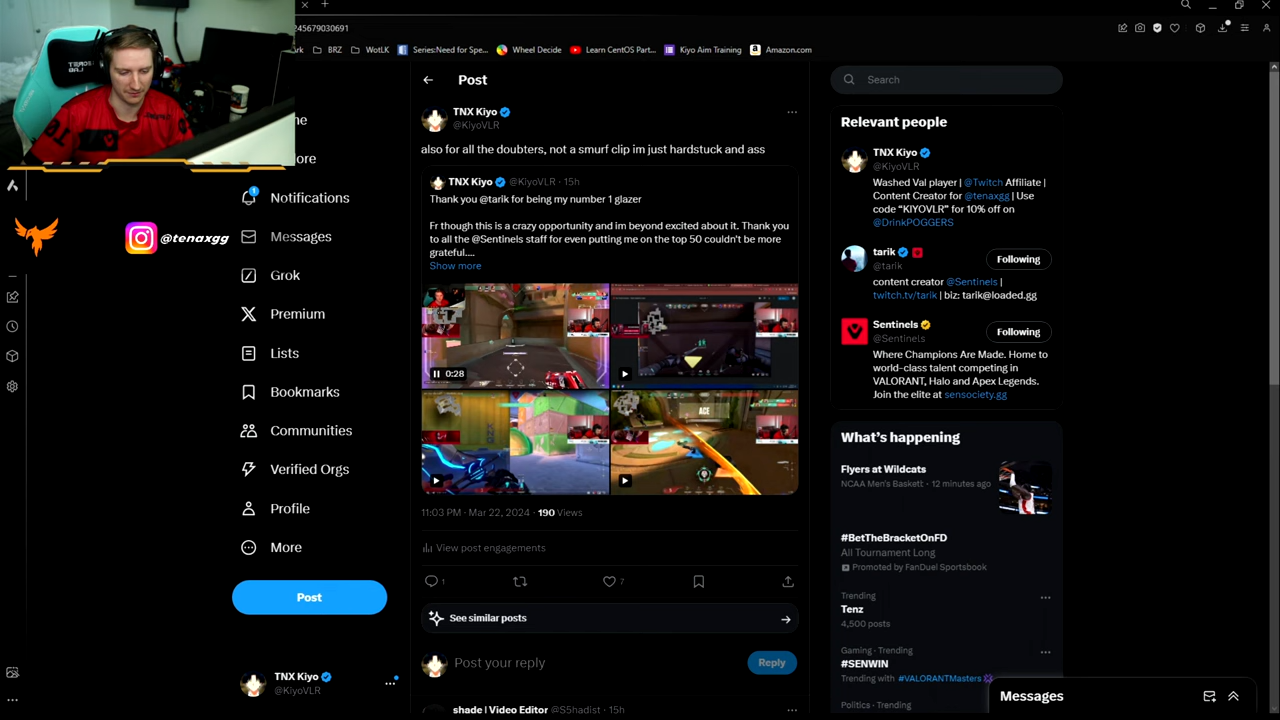 245679030691
BRZ
WotLK
Series:Need for Spe...
Wheel Decide
Learn CentOS Part...
Kiyo Aim Training
Amazon.com
Post
Search
TNX Kiyo
@KiyoVLR
also for all the doubters, not a smurf clip im just hardstuck and ass
TNX Kiyo @KiyoVLR · 15h
Thank you @tarik for being my number 1 glazer
Fr though this is a crazy opportunity and im beyond excited about it. Thank you
to all the @Sentinels staff for even putting me on the top 50 couldn't be more
grateful....
Show more
0:28
ACE
11:03 PM · Mar 22, 2024 · 190 Views
View post engagements
1
7
See similar posts
Post your reply
Reply
shade | Video Editor @S5hadist · 15h
Notifications
1
Messages
Grok
Premium
Lists
Bookmarks
Communities
Verified Orgs
Profile
More
Post
TNX Kiyo
@KiyoVLR
@tenaxgg
Relevant people
TNX Kiyo
@KiyoVLR
Washed Val player | @Twitch Affiliate |
Content Creator for @tenaxgg | Use
code “KIYOVLR” for 10% off on
@DrinkPOGGERS
tarik
@tarik
Following
content creator @Sentinels |
twitch.tv/tarik | biz: tarik@loaded.gg
Sentinels
@Sentinels
Following
Where Champions Are Made. Home to
world-class talent competing in
VALORANT, Halo and Apex Legends.
Join the elite at sensociety.gg
What’s happening
Flyers at Wildcats
NCAA Men's Baskett · 12 minutes ago
#BetTheBracketOnFD
All Tournament Long
Promoted by FanDuel Sportsbook
Trending
Tenz
4,500 posts
Gaming · Trending
#SENWIN
Trending with #VALORANTMasters
Politics · Trending
Messages